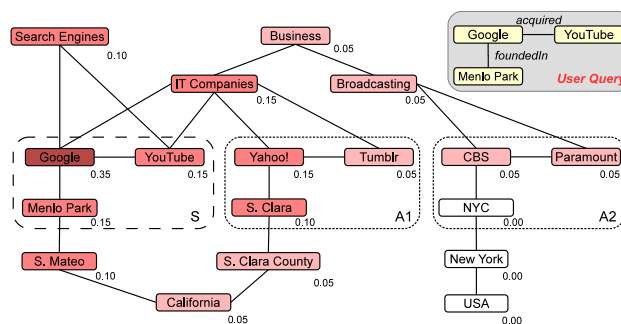 acquired
Google
YouTube
foundedIn
Menlo Park
User Query
Search Engines
0.10
Business
0.05
IT Companies
0.15
Broadcasting
0.05
Google
0.35
YouTube
0.15
Yahoo!
0.15
Tumblr
0.05
CBS
0.05
Paramount
0.05
Menlo Park
0.15
S
S. Clara
0.10
A1
NYC
0.00
A2
S. Mateo
0.10
S. Clara County
0.05
New York
0.00
California
0.05
USA
0.00